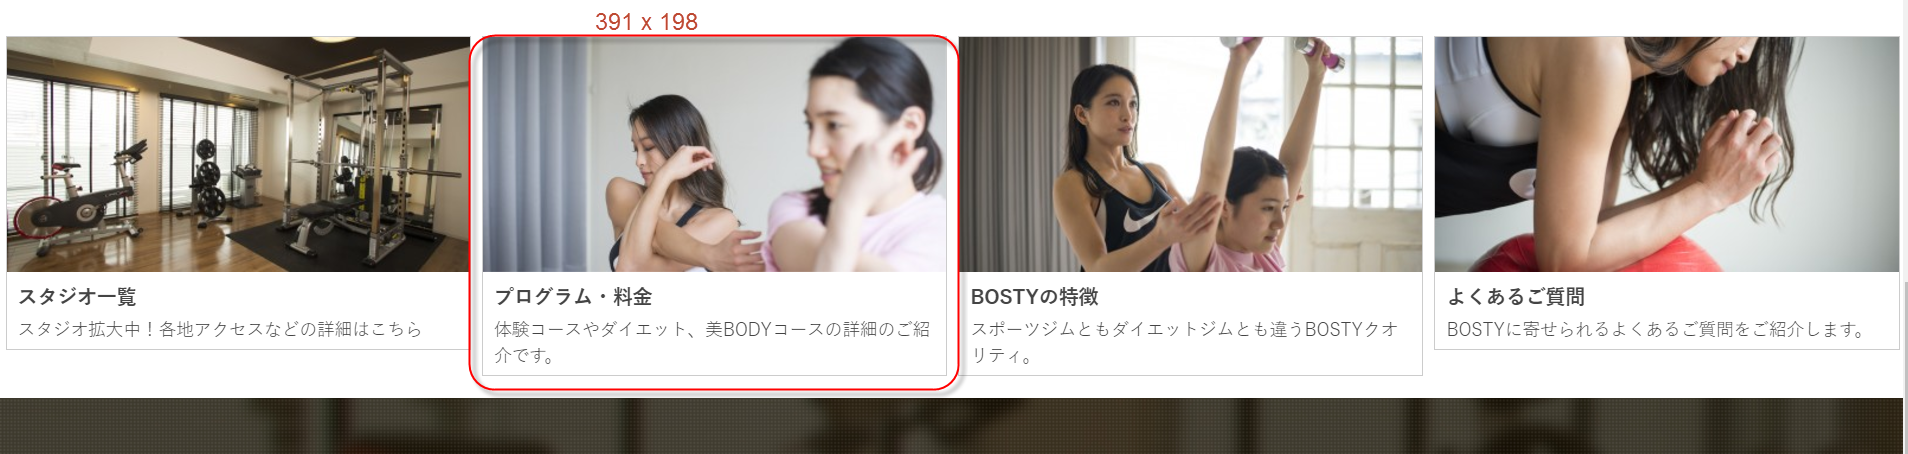 391 x 198
スタジオ一覧
スタジオ拡大中！各地アクセスなどの詳細はこちら
プログラム・料金
体験コースやダイエット、美BODYコースの詳細のご紹
介です。
BOSTYの特徴
スポーツジムともダイエットジムとも違うBOSTYクオ
リティ。
よくあるご質問
BOSTYに寄せられるよくあるご質問をご紹介します。